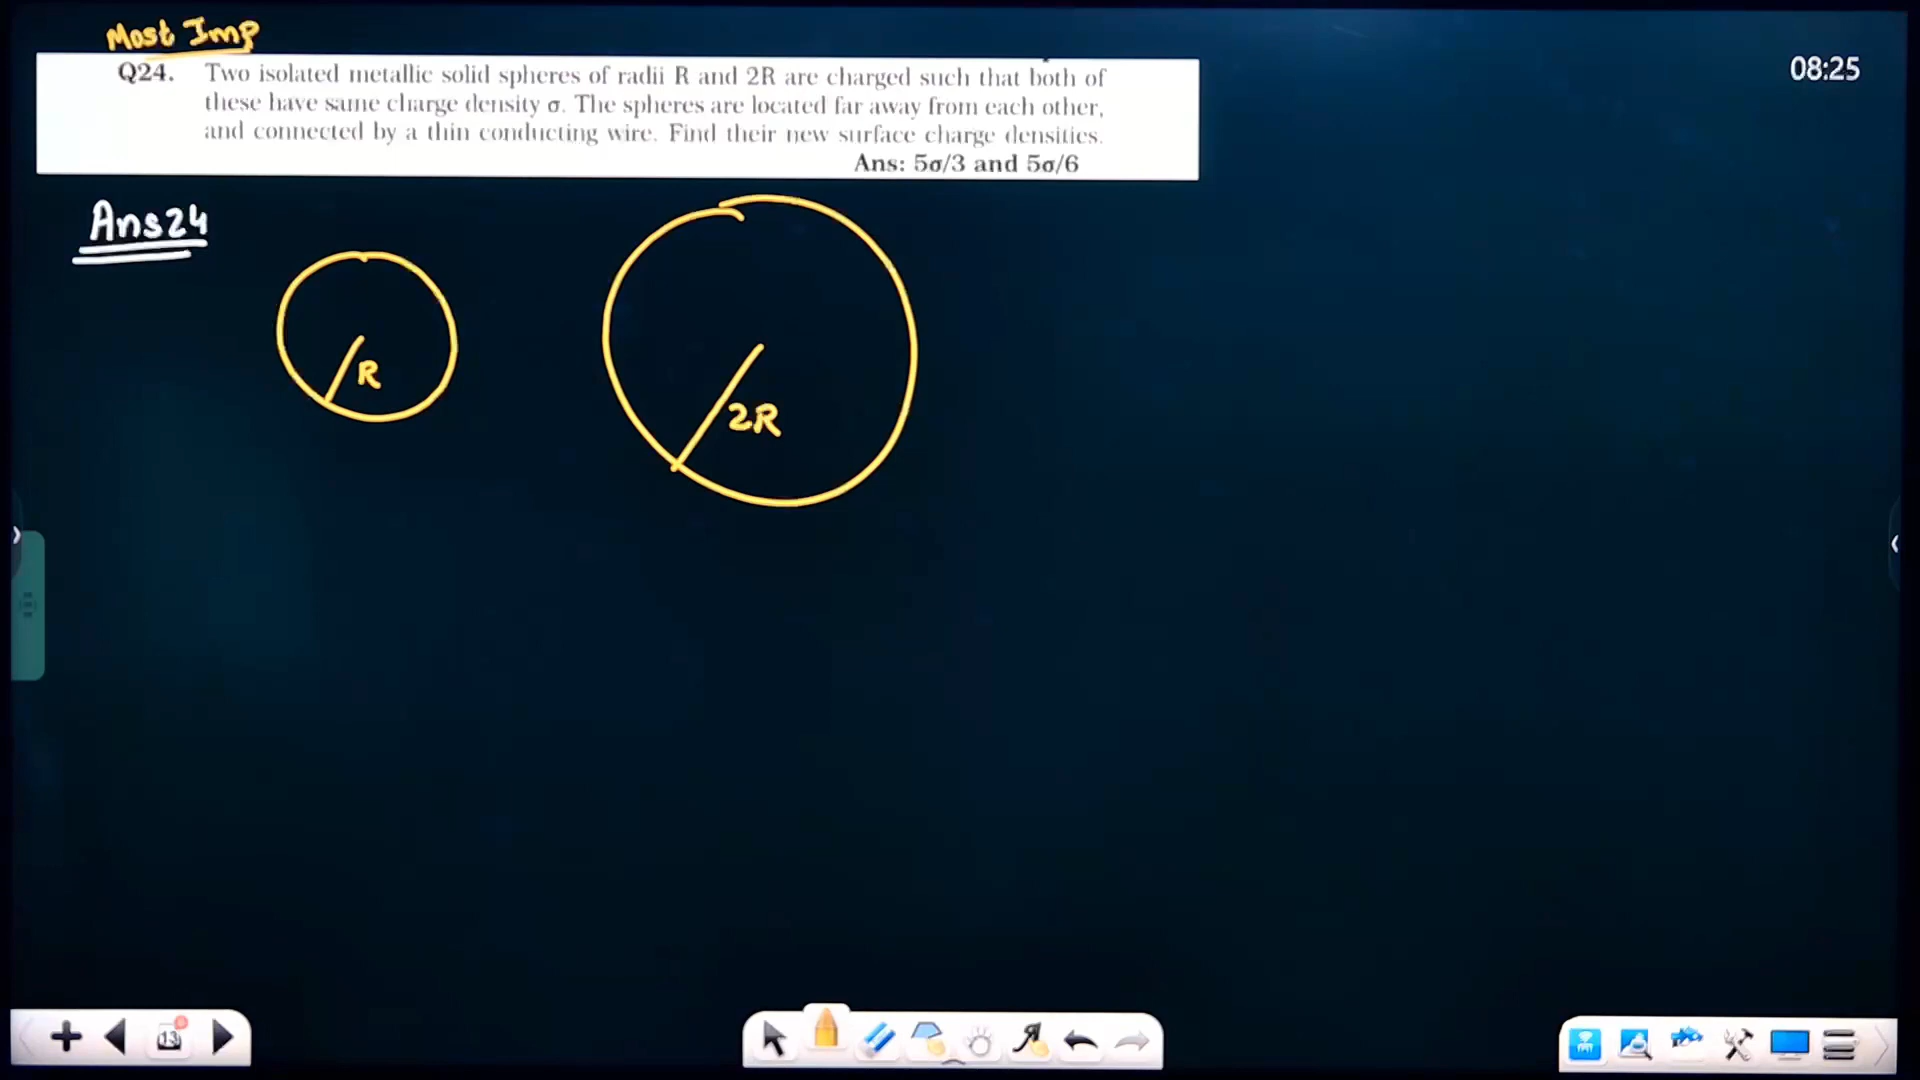 Most Imp
08:25
Q24. Two isolated metallic solid spheres of radii R and 2R are charged such that both of
these have same charge density σ. The spheres are located far away from each other,
and connected by a thin conducting wire. Find their new surface charge densities.
Ans: 5σ/3 and 5σ/6
Ans24
R
2R
13